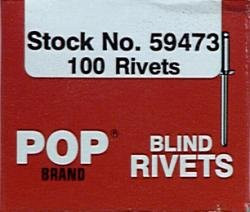 Stock No. 59473
100 Rivets
POP®
BRAND
BLIND
RIVETS